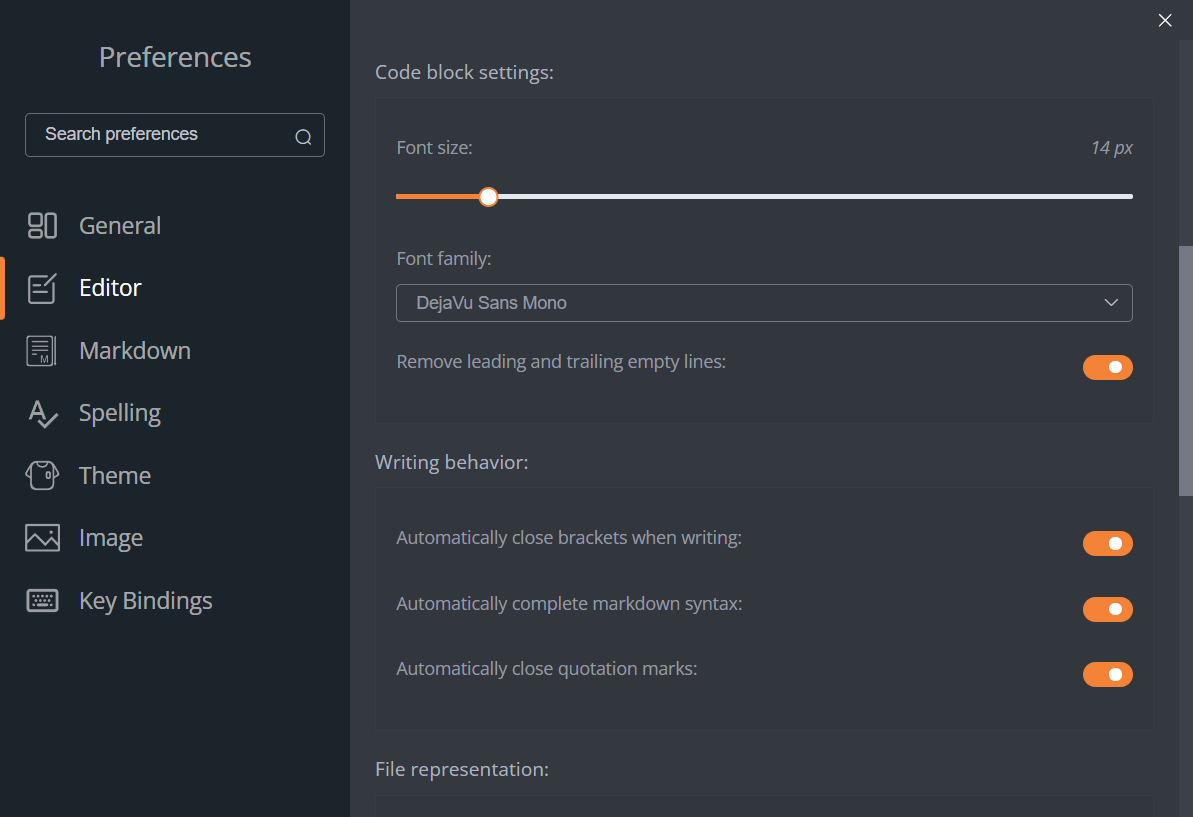 Preferences
Search preferences
General
Editor
Markdown
Spelling
Theme
Image
Key Bindings
Code block settings:
Font size:
14 px
Font family:
DejaVu Sans Mono
Remove leading and trailing empty lines:
Writing behavior:
Automatically close brackets when writing:
Automatically complete markdown syntax:
Automatically close quotation marks:
File representation: